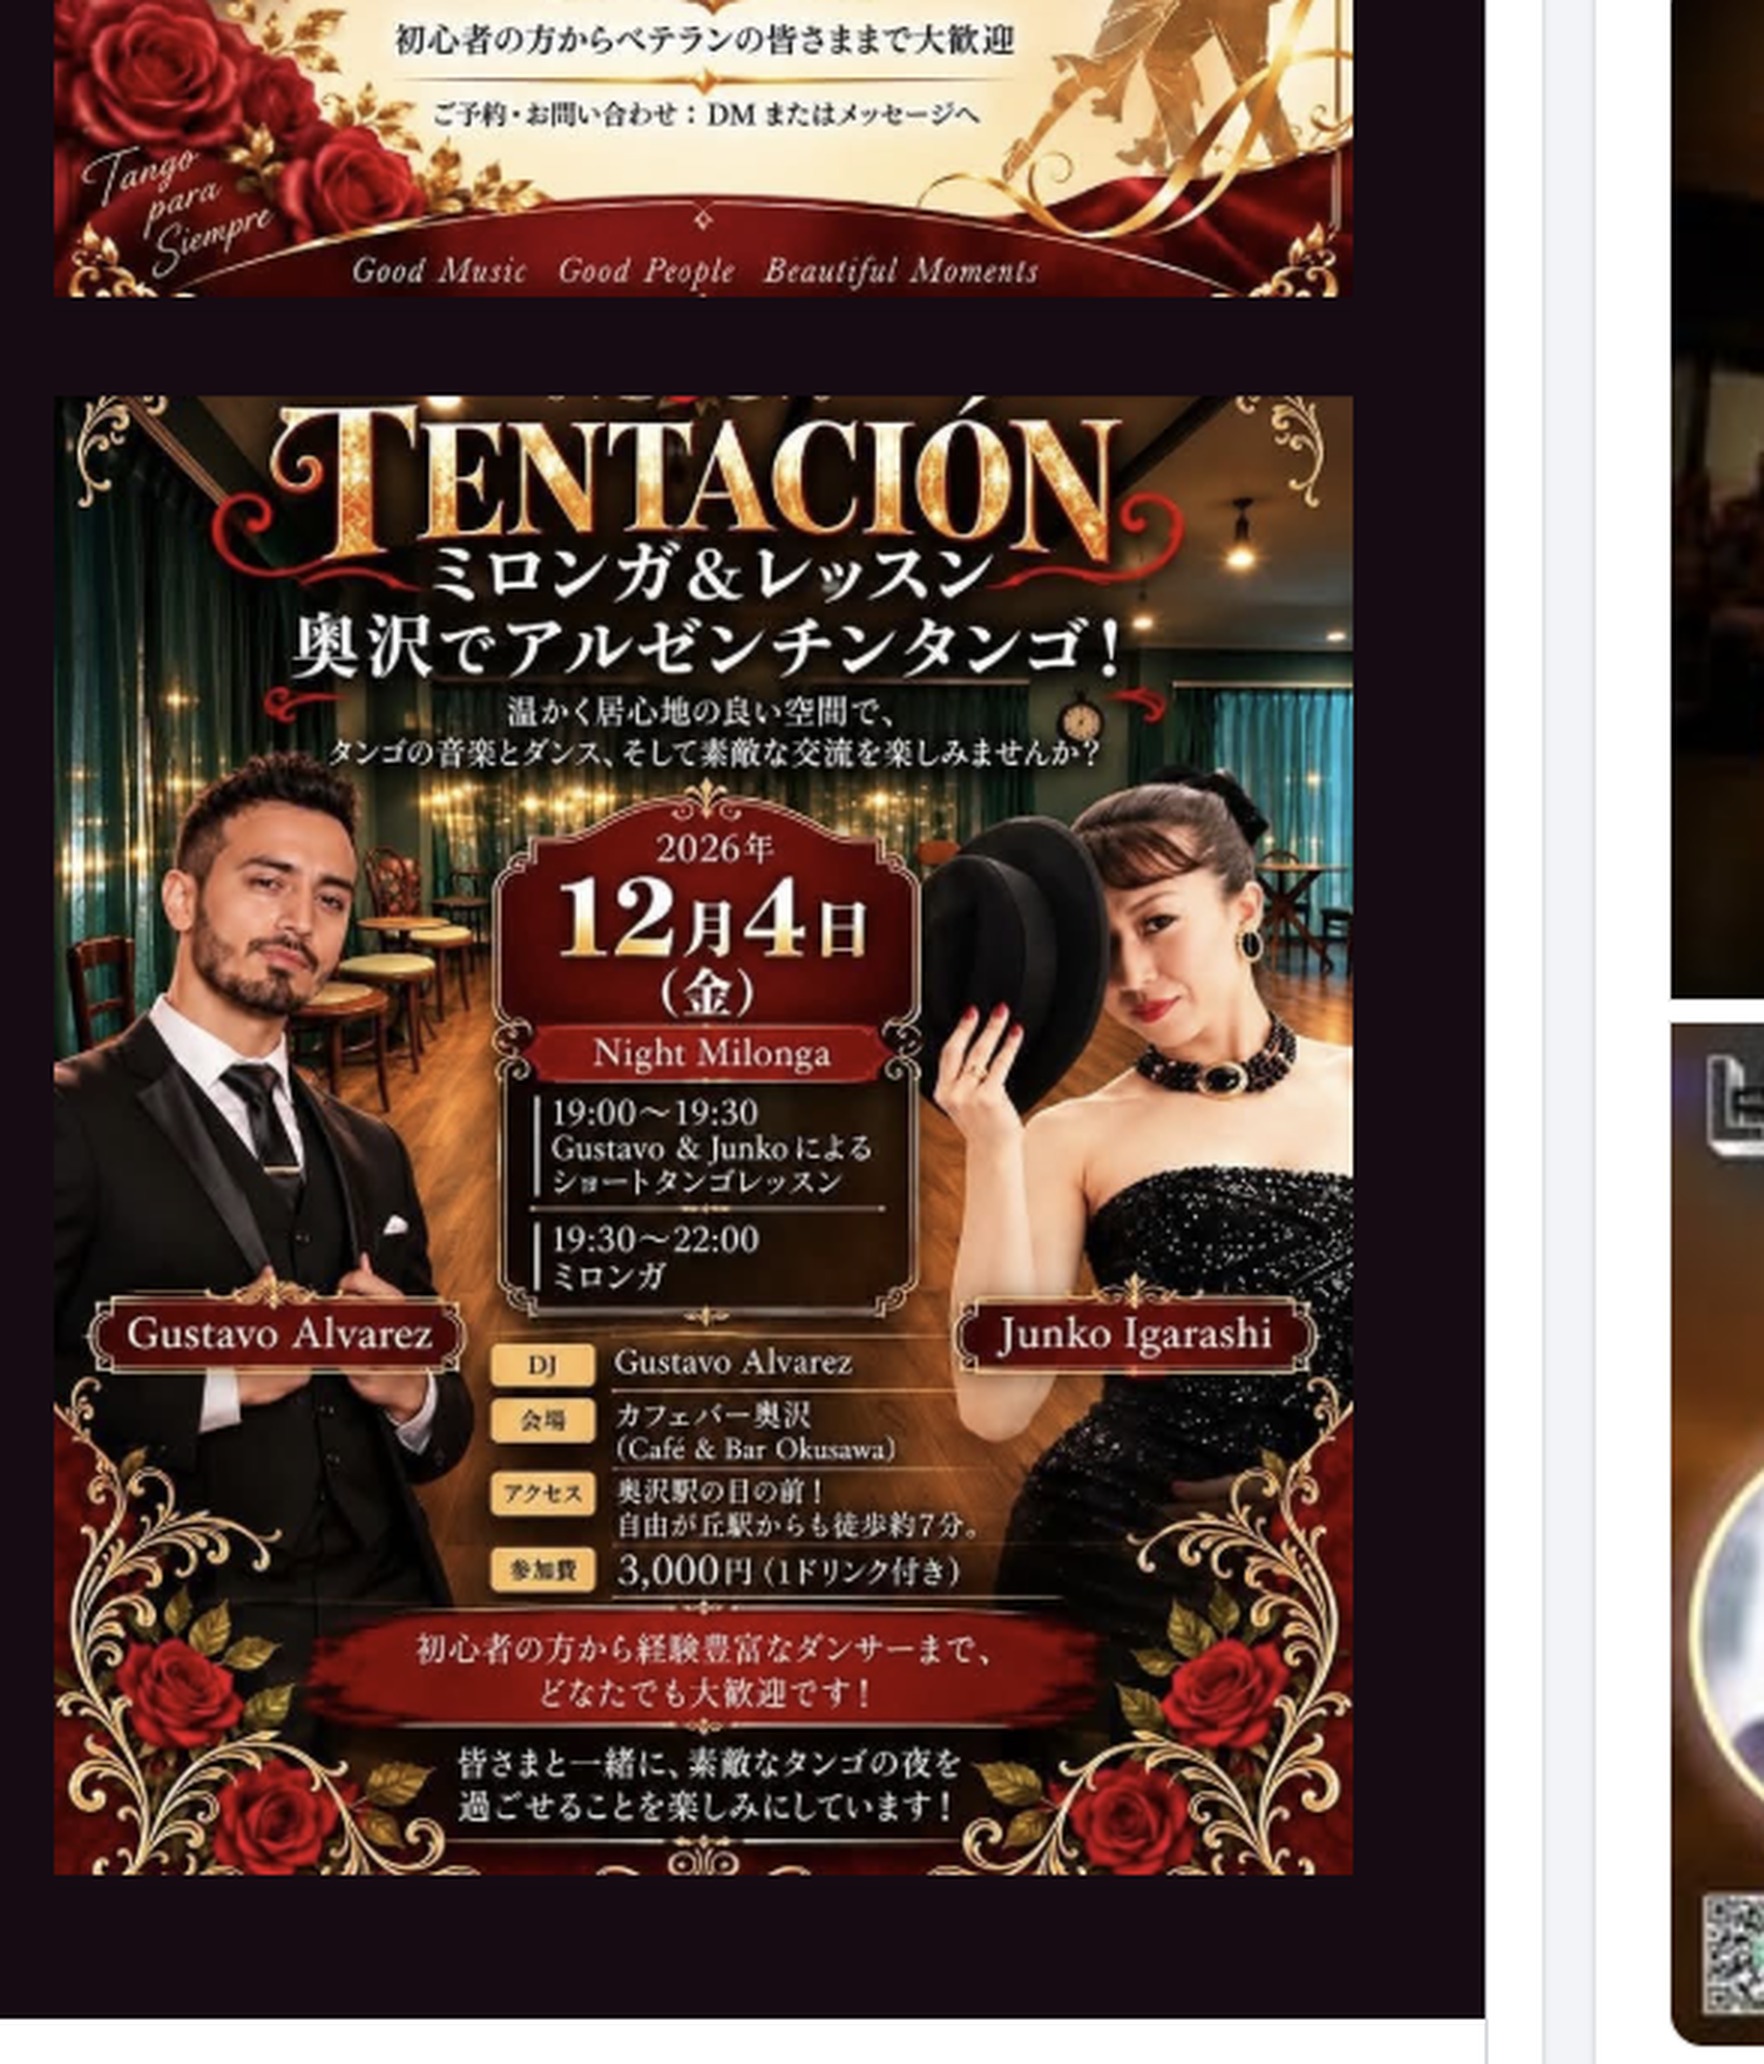 初心者の方からベテランの皆さままで大歓迎
ご予約・お問い合わせ：DM またはメッセージへ
Tango
para
Siempre
Good Music Good People Beautiful Moments
TENTACIÓN
ミロンガ＆レッスン
奥沢でアルゼンチンタンゴ！
温かく居心地の良い空間で、
タンゴの音楽とダンス、そして素敵な交流を楽しみませんか？
2026年
12月4日
（金）
Night Milonga
19:00～19:30
Gustavo & Junko による
ショートタンゴレッスン
19:30～22:00
ミロンガ
Gustavo Alvarez
Junko Igarashi
DJ Gustavo Alvarez
会場 カフェバー奥沢
（Café & Bar Okusawa）
アクセス 奥沢駅の目の前！
自由が丘駅からも徒歩約7分。
参加費 3,000円（1ドリンク付き）
初心者の方から経験豊富なダンサーまで、
どなたでも大歓迎です！
皆さまと一緒に、素敵なタンゴの夜を
過ごせることを楽しみにしています！